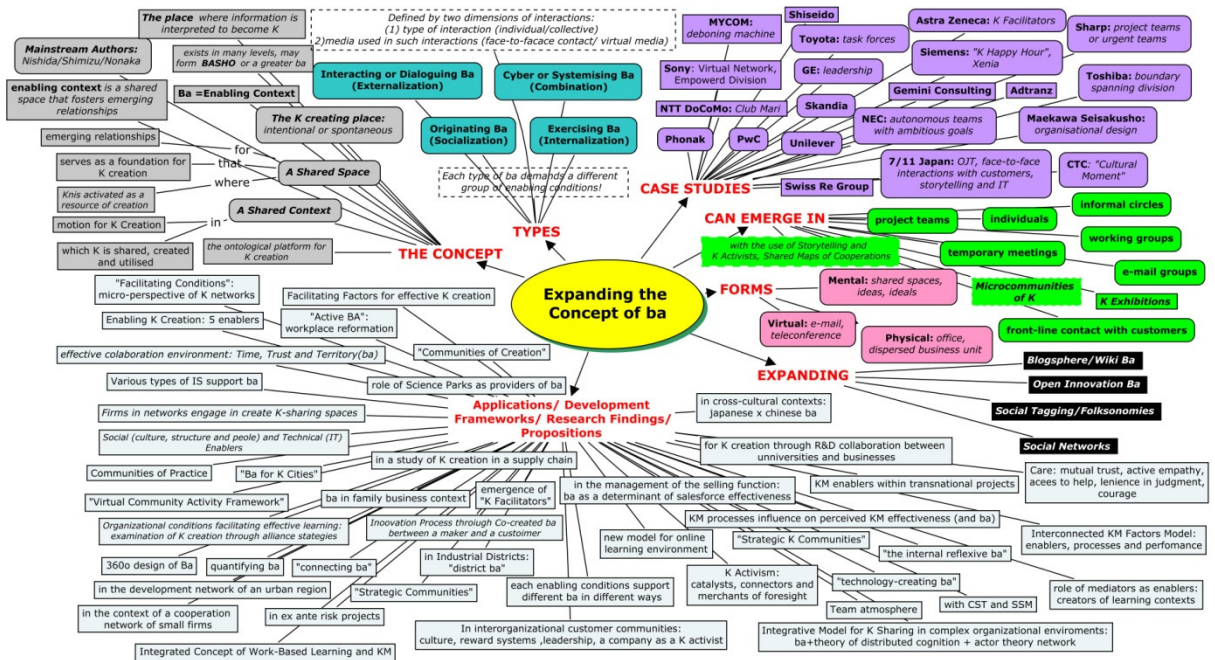 The place where information is
interpreted to become K
Mainstream Authors:
Nishida/Shimizu/Nonaka
exists in many levels, may
form BASHO or a greater ba
enabling context is a shared
space that fosters emerging
relationships
Ba =Enabling Context
The K creating place:
intentional or spontaneous
emerging relationships
for
serves as a foundation for
K creation
that
A Shared Space
where
Knis activated as a
resource of creation
A Shared Context
motion for K Creation
in
which K is shared, created
and utilised
the ontological platform for
K creation
THE CONCEPT
Defined by two dimensions of interactions:
(1) type of interaction (individual/collective)
2)media used in such interactions (face-to-facace contact/ virtual media)
Interacting or Dialoguing Ba
(Externalization)
Cyber or Systemising Ba
(Combination)
Originating Ba
(Socialization)
Exercising Ba
(Internalization)
Each type of ba demands a different
group of enabling conditions!
TYPES
MYCOM:
deboning machine
Shiseido
Astra Zeneca: K Facilitators
Sharp: project teams
or urgent teams
Toyota: task forces
Siemens: "K Happy Hour",
Xenia
Sony: Virtual Network,
Empowerd Division
GE: leadership
Toshiba: boundary
spanning division
Gemini Consulting
Adtranz
NTT DoCoMo: Club Mari
Skandia
NEC: autonomous teams
with ambitious goals
Maekawa Seisakusho:
organisational design
Phonak
PwC
Unilever
7/11 Japan: OJT, face-to-face
interactions with customers,
storytelling and IT
CTC: "Cultural
Moment"
Swiss Re Group
CASE STUDIES
CAN EMERGE IN
project teams
individuals
informal circles
working groups
with the use of Storytelling and
K Activists, Shared Maps of Cooperations
temporary meetings
e-mail groups
Microcommunities
of K
K Exhibitions
front-line contact with customers
Expanding the
Concept of ba
FORMS
Mental: shared spaces,
ideas, ideals
Virtual: e-mail,
teleconference
Physical: office,
dispersed business unit
EXPANDING
Blogsphere/Wiki Ba
Open Innovation Ba
Social Tagging/Folksonomies
Social Networks
"Facilitating Conditions":
micro-perspective of K networks
Facilitating Factors for effective K creation
Enabling K Creation: 5 enablers
"Active BA":
workplace reformation
effective colaboration environment: Time, Trust and Territory(ba)
"Communities of Creation"
Various types of IS support ba
role of Science Parks as providers of ba
Firms in networks engage in create K-sharing spaces
Applications/ Development
Frameworks/ Research Findings/
Propositions
in cross-cultural contexts:
japanese x chinese ba
Social (culture, structure and peole) and Technical (IT)
Enablers
for K creation through R&D collaboration between
unniversities and businesses
Communities of Practice
"Ba for K Cities"
in a study of K creation in a supply chain
Care: mutual trust, active empathy,
acees to help, lenience in judgment,
courage
"Virtual Community Activity Framework"
ba in family business context
emergence of
"K Facilitators"
in the management of the selling function:
ba as a determinant of salesforce effectiveness
KM enablers within transnational projects
Organizational conditions facilitating effective learning:
examination of K creation through alliance stategies
Inoovation Process thriough Co-created ba
bertween a maker and a customer
KM processes influence on perceived KM effectiveness (and ba)
new model for online
learning environment
"Strategic K Communities"
Interconnected KM Factors Model:
enablers, processes and perfomance
360o design of Ba
quantifying ba
"connecting ba"
in Industrial Districts:
"district ba"
"the internal reflexive ba"
in the development network of an urban region
"Strategic Communities"
each enabling conditions support
different ba in different ways
K Activism:
catalysts, connectors and
merchants of foresight
"technology-creating ba"
role of mediators as enablers:
creators of learning contexts
in the context of a cooperation
network of small firms
in ex ante risk projects
Team atmosphere
with CST and SSM
In interorganizational customer communities:
culture, reward systems ,leadership, a company as a K activist
Integrative Model for K Sharing in complex organizational enviroments:
ba+theory of distributed cognition + actor theory network
Integrated Concept of Work-Based Learning and KM